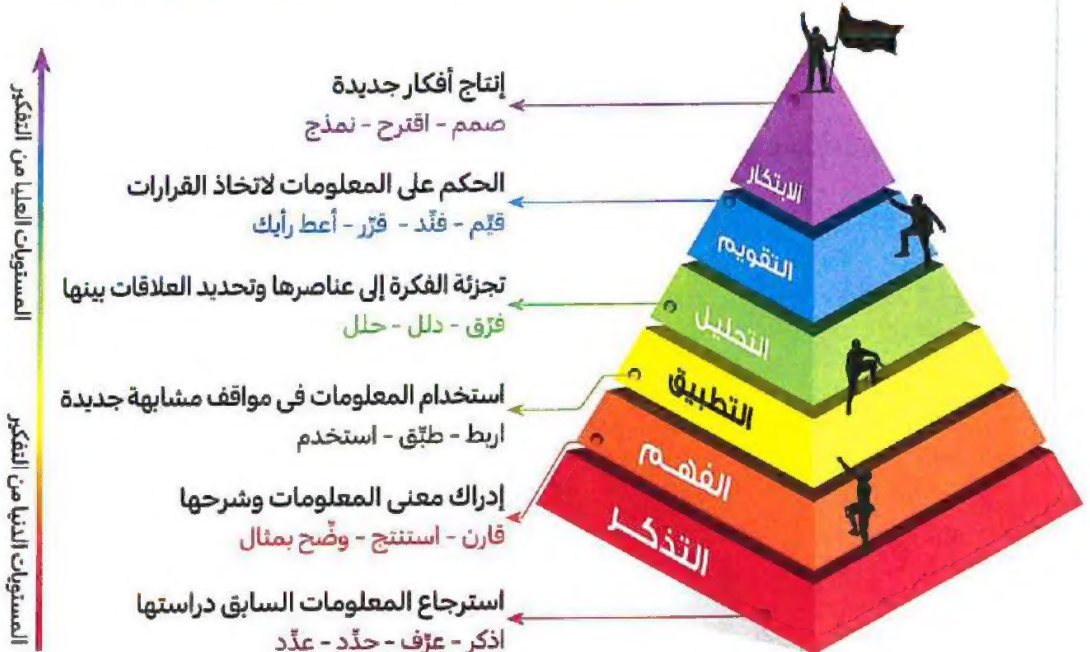 إنتاج أفكار جديدة
صمم - اقترح - نمذج
الحكم على المعلومات لاتخاذ القرارات
قيّم - فنّد - قرّر - أعط رأيك
تجزئة الفكرة إلى عناصرها وتحديد العلاقات بينها
فرّق - دلل - حلل
استخدام المعلومات فى مواقف مشابهة جديدة
اربط - طبّق - استخدم
إدراك معنى المعلومات وشرحها
قارن - استنتج - وضّح بمثال
استرجاع المعلومات السابق دراستها
اذكر - عرّف - حدّد - عدّد
الابتكار
التقويم
التحليل
التطبيق
الفهم
التذكر
المستويات العليا من التفكير
المستويات الدنيا من التفكير